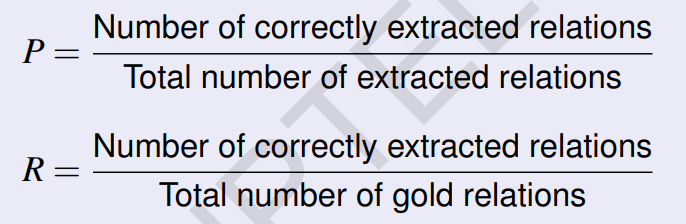 P = Number of correctly extracted relations
Total number of extracted relations
R = Number of correctly extracted relations
Total number of gold relations